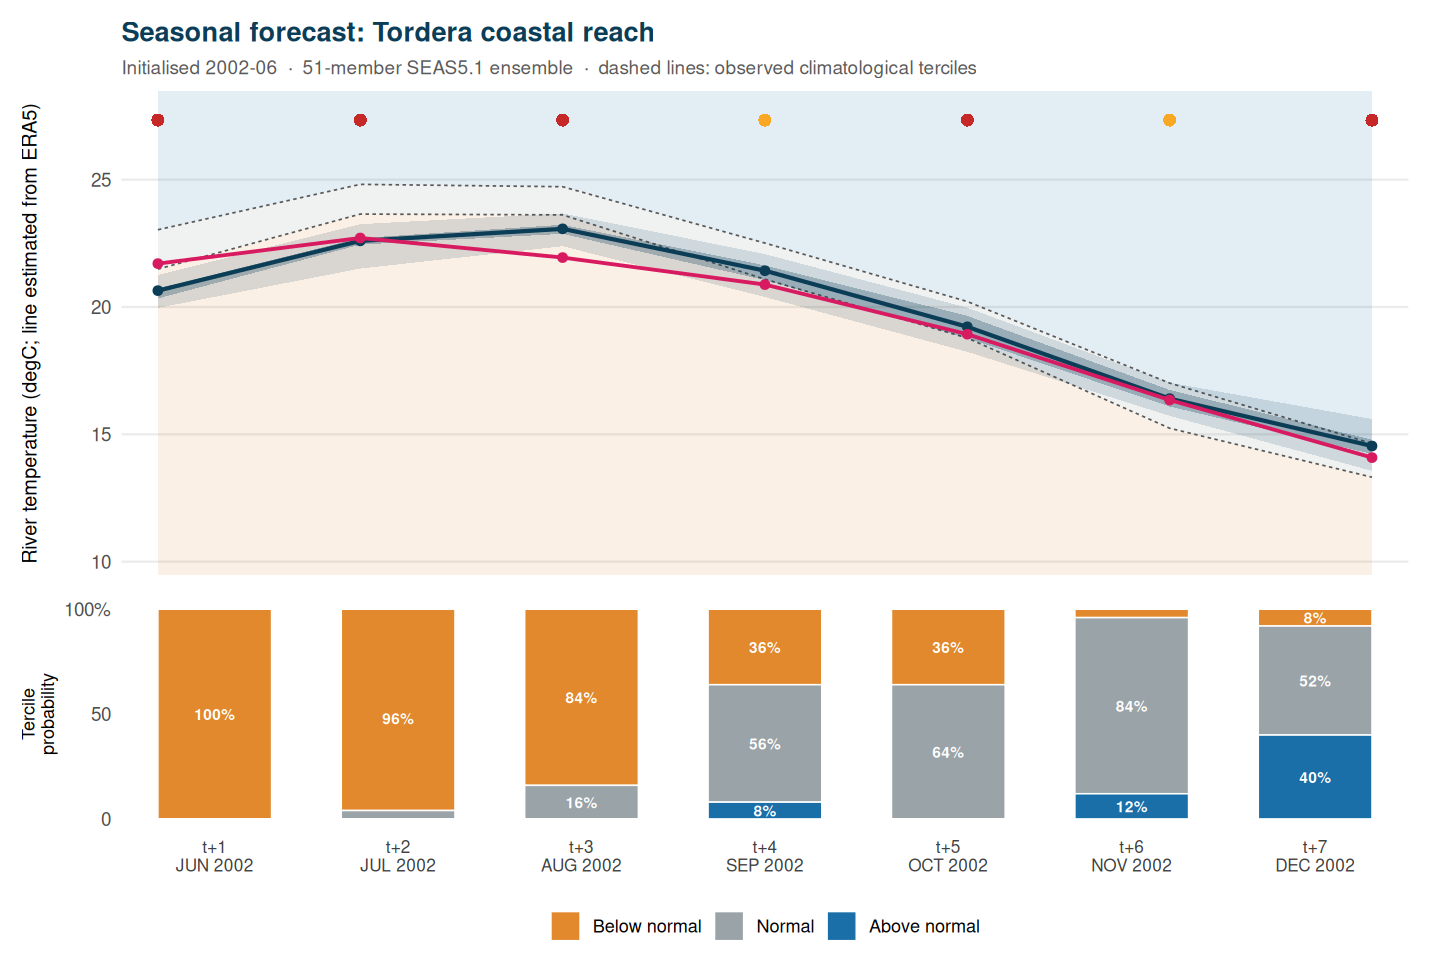 Seasonal forecast: Tordera coastal reach
Initialised 2002-06 · 51-member SEAS5.1 ensemble · dashed lines: observed climatological terciles
River temperature (degC; line estimated from ERA5)
25
20
15
10
Tercile
probability
100%
50
0
100%
96%
84%
16%
36%
56%
8%
36%
64%
84%
12%
8%
52%
40%
t+1
JUN 2002
t+2
JUL 2002
t+3
AUG 2002
t+4
SEP 2002
t+5
OCT 2002
t+6
NOV 2002
t+7
DEC 2002
Below normal
Normal
Above normal